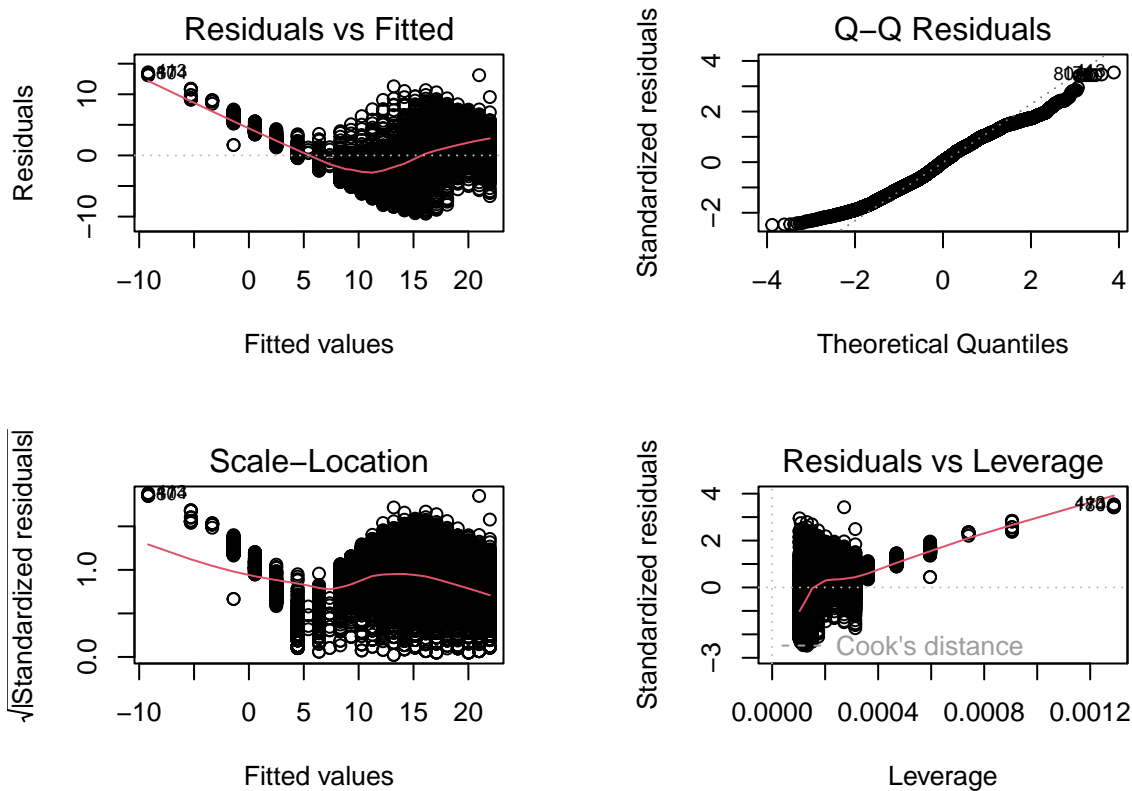 Residuals vs Fitted
Residuals
10
0
−10
−10
0
5
10
15
20
Fitted values
Q−Q Residuals
Standardized residuals
4
2
0
−2
−4
−2
0
2
4
Theoretical Quantiles
Scale−Location
√|Standardized residuals|
1.0
0.0
−10
0
5
10
15
20
Fitted values
Residuals vs Leverage
Standardized residuals
4
2
0
−3
Cook's distance
0.0000
0.0004
0.0008
0.0012
Leverage